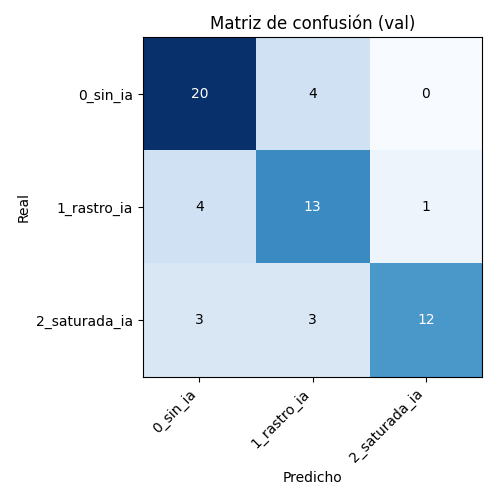 Matriz de confusión (val)
Real
0_sin_ia
20 4 0
1_rastro_ia
4 13 1
2_saturada_ia
3 3 12
0_sin_ia
1_rastro_ia
2_saturada_ia
Predicho